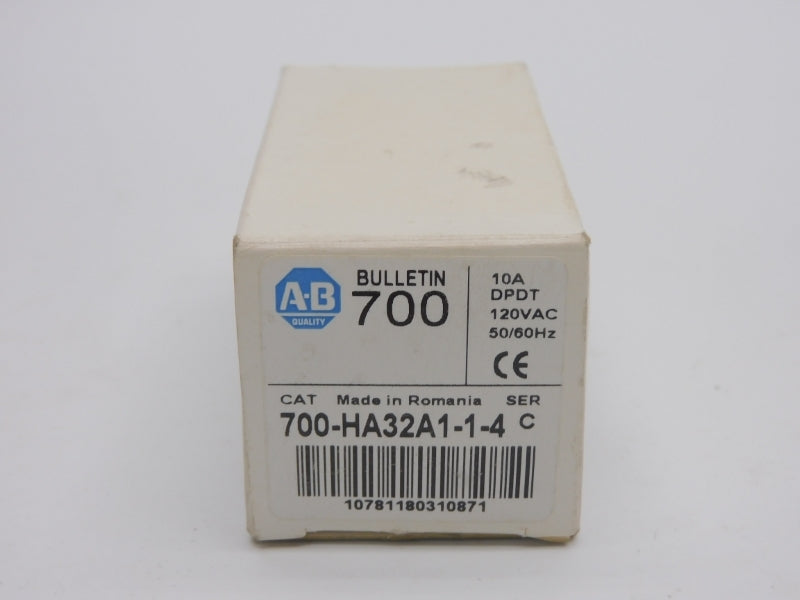 A-B
QUALITY
BULLETIN
700
10A
DPDT
120VAC
50/60Hz
CE
CAT Made in Romania SER
700-HA32A1-1-4 C
10781180310871